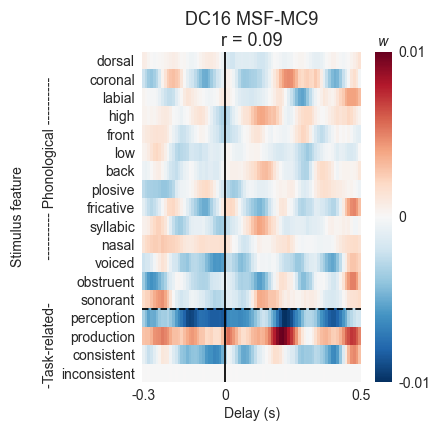 DC16 MSF-MC9
r = 0.09
w
dorsal
coronal
labial
high
front
low
back
plosive
fricative
syllabic
nasal
voiced
obstruent
sonorant
perception
production
consistent
inconsistent
Stimulus feature
-Task-related-
----------- Phonological -----------
0.01
0
-0.01
-0.3
0
0.5
Delay (s)